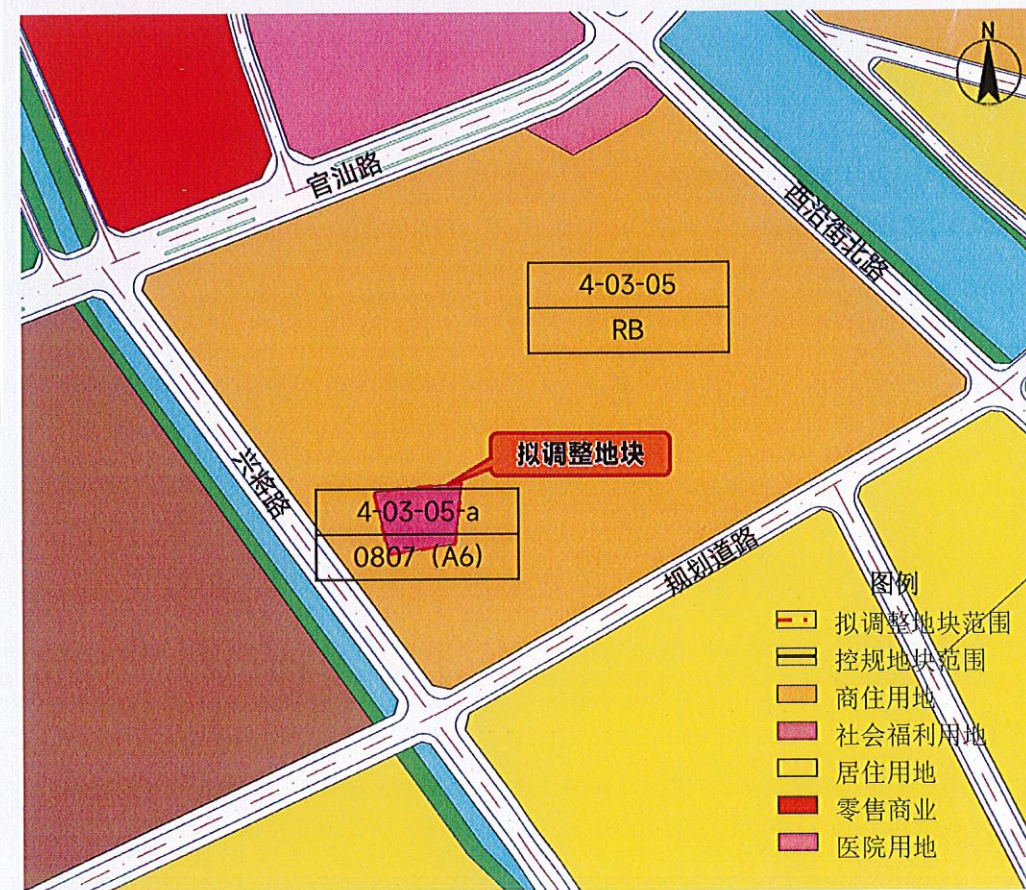 N
官汕路
西沿街北路
4-03-05
RB
拟调整地块
兴将路
4-03-05-a
0807 (A6)
规划道路
图例
拟调整地块范围
控规地块范围
商住用地
社会福利用地
居住用地
零售商业
医院用地